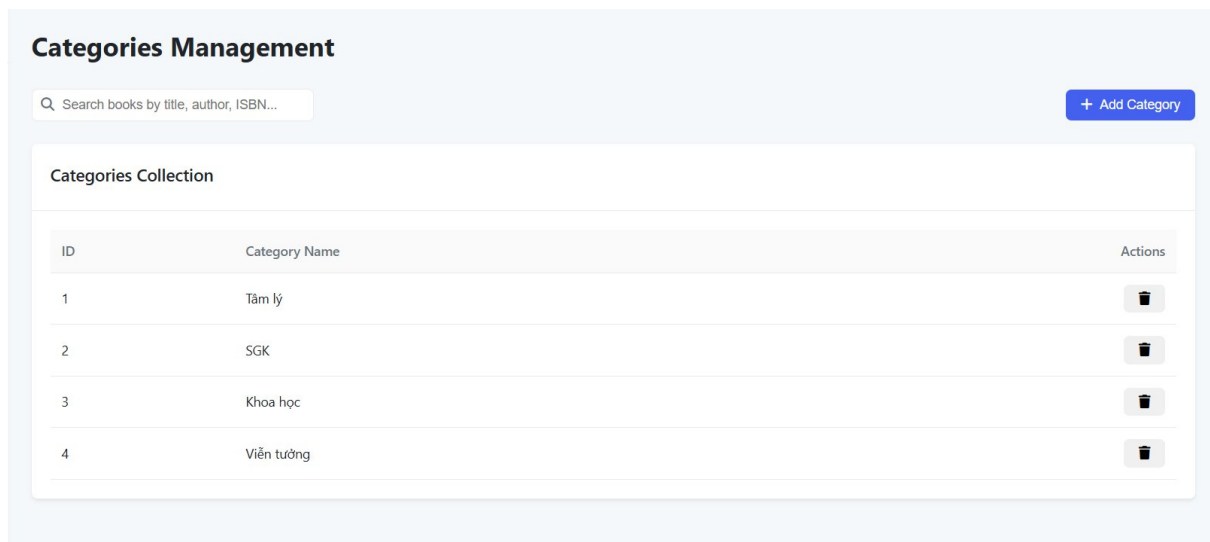 Categories Management
Search books by title, author, ISBN...
+ Add Category
Categories Collection
ID Category Name Actions
1 Tâm lý
2 SGK
3 Khoa học
4 Viễn tưởng